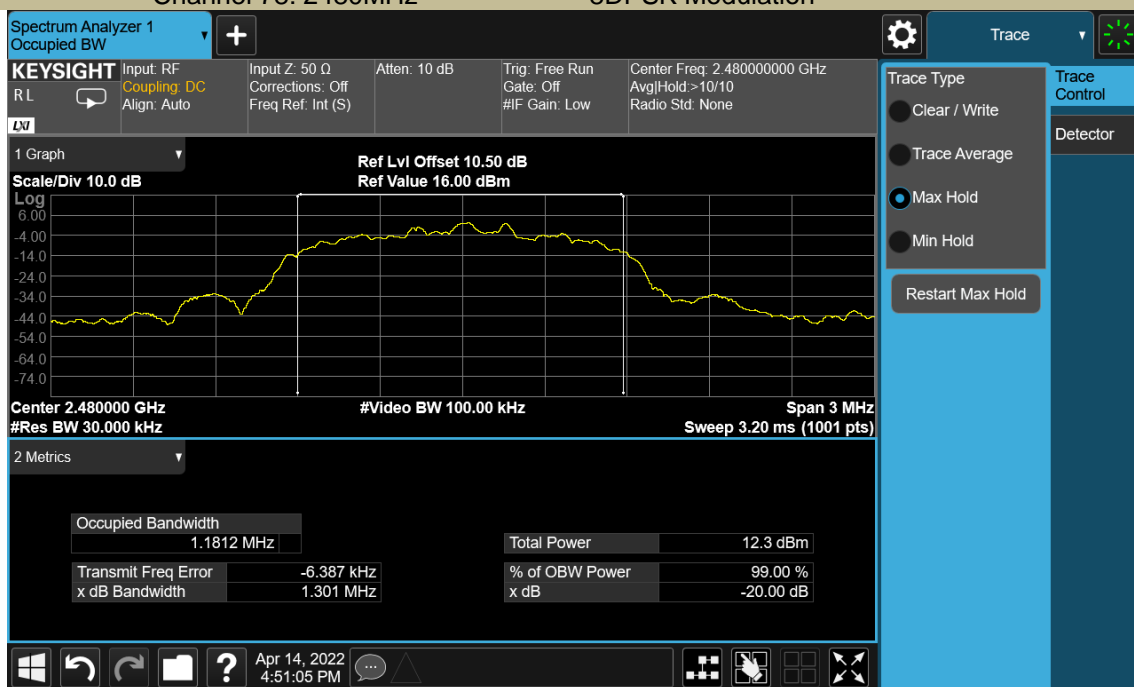 Channel 78: 2480MHz 8DPSK Modulation
Spectrum Analyzer 1
Occupied BW
Trace
KEYSIGHT
RL
LXI
Input: RF
Coupling: DC
Align: Auto
Input Z: 50 Ω
Corrections: Off
Freq Ref: Int (S)
Atten: 10 dB
Trig: Free Run
Gate: Off
#IF Gain: Low
Center Freq: 2.480000000 GHz
Avg|Hold:>10/10
Radio Std: None
Trace Type
Clear / Write
Trace Average
Max Hold
Min Hold
Restart Max Hold
Trace
Control
Detector
1 Graph
Scale/Div 10.0 dB
Ref Lvl Offset 10.50 dB
Ref Value 16.00 dBm
Log
6.00
-4.00
-14.0
-24.0
-34.0
-44.0
-54.0
-64.0
-74.0
Center 2.480000 GHz
#Video BW 100.00 kHz
Span 3 MHz
#Res BW 30.000 kHz
Sweep 3.20 ms (1001 pts)
2 Metrics
Occupied Bandwidth
1.1812 MHz
Total Power 12.3 dBm
Transmit Freq Error -6.387 kHz
% of OBW Power 99.00 %
x dB Bandwidth 1.301 MHz
x dB -20.00 dB
Apr 14, 2022
4:51:05 PM